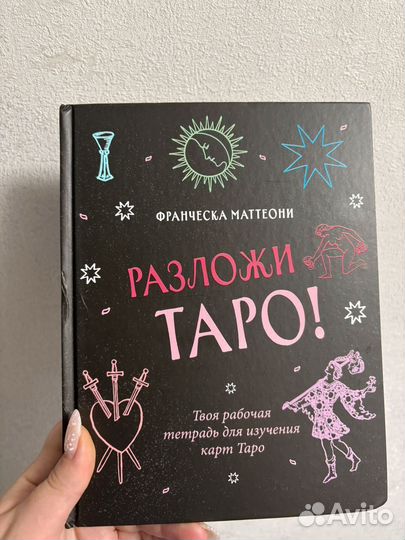 ФРАНЧЕСКА МАТТЕОНИ
РАЗЛОЖИ
ТАРО!
Твоя рабочая
тетрадь для изучения
карт Таро
Avito